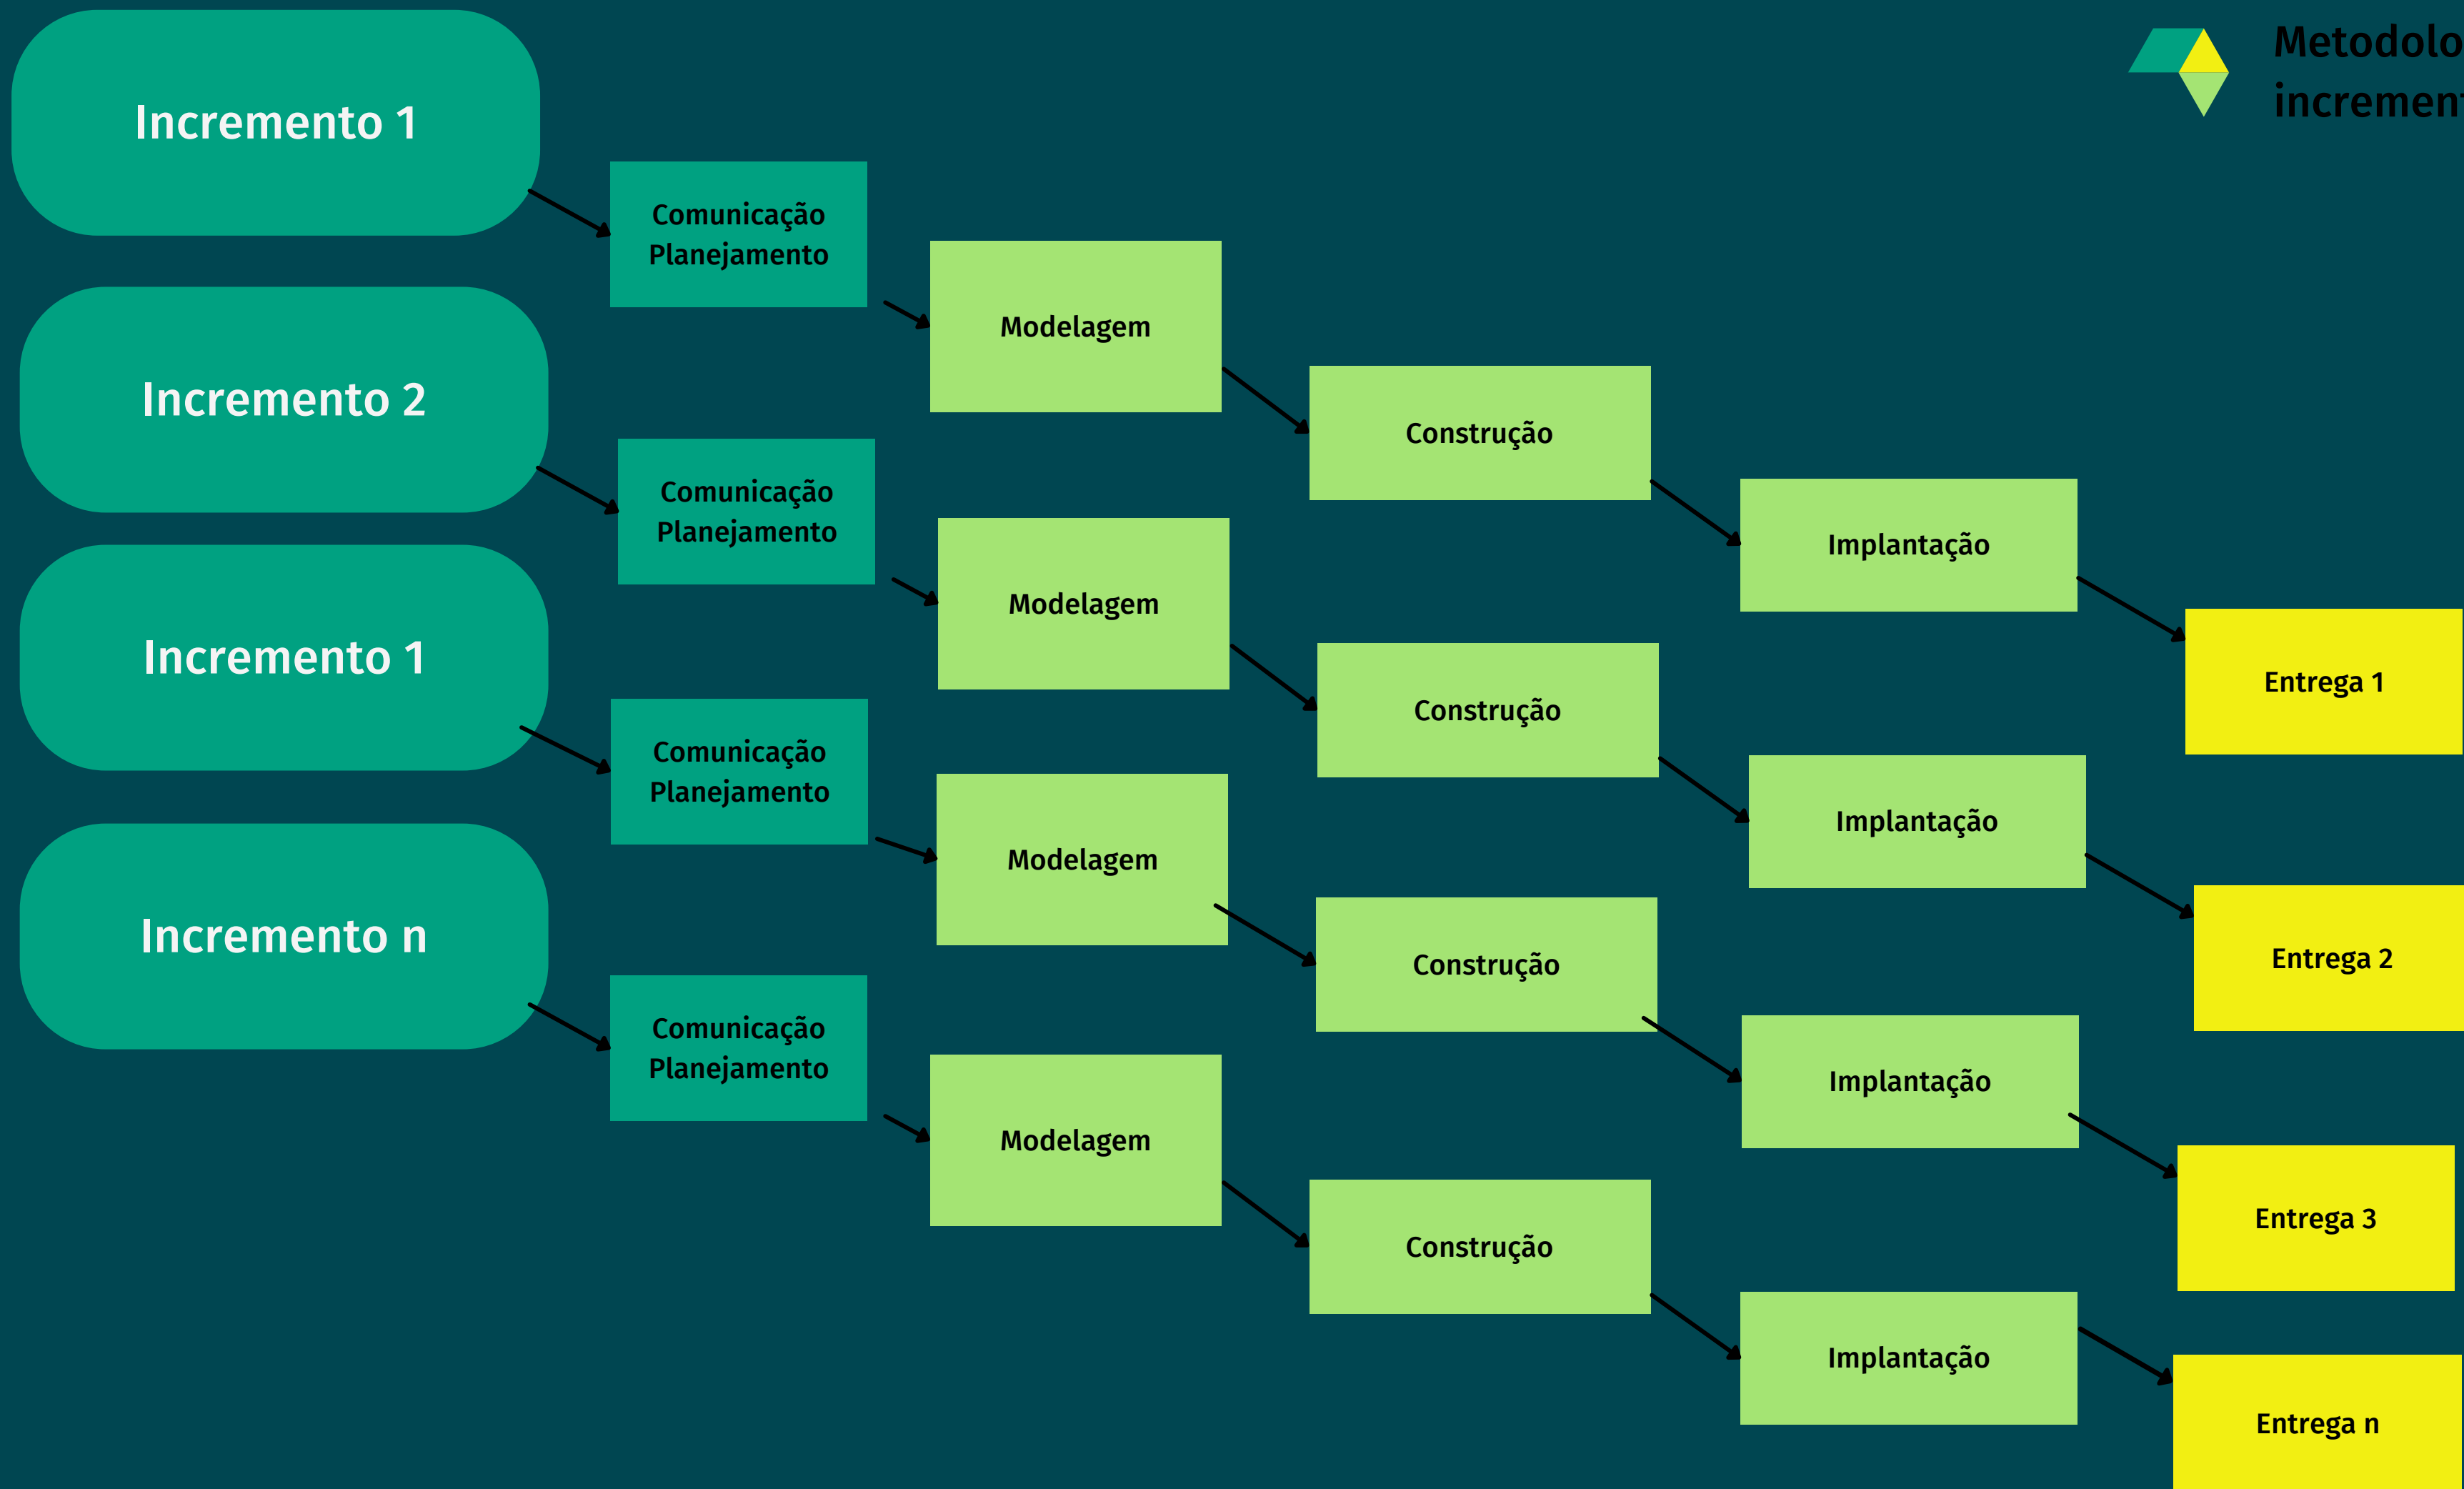 Metodolo
increment
Incremento 1
Comunicação
Planejamento
Modelagem
Construção
Implantação
Entrega 1
Incremento 2
Comunicação
Planejamento
Modelagem
Construção
Implantação
Entrega 2
Incremento 1
Comunicação
Planejamento
Modelagem
Construção
Implantação
Entrega 3
Incremento n
Comunicação
Planejamento
Modelagem
Construção
Implantação
Entrega n